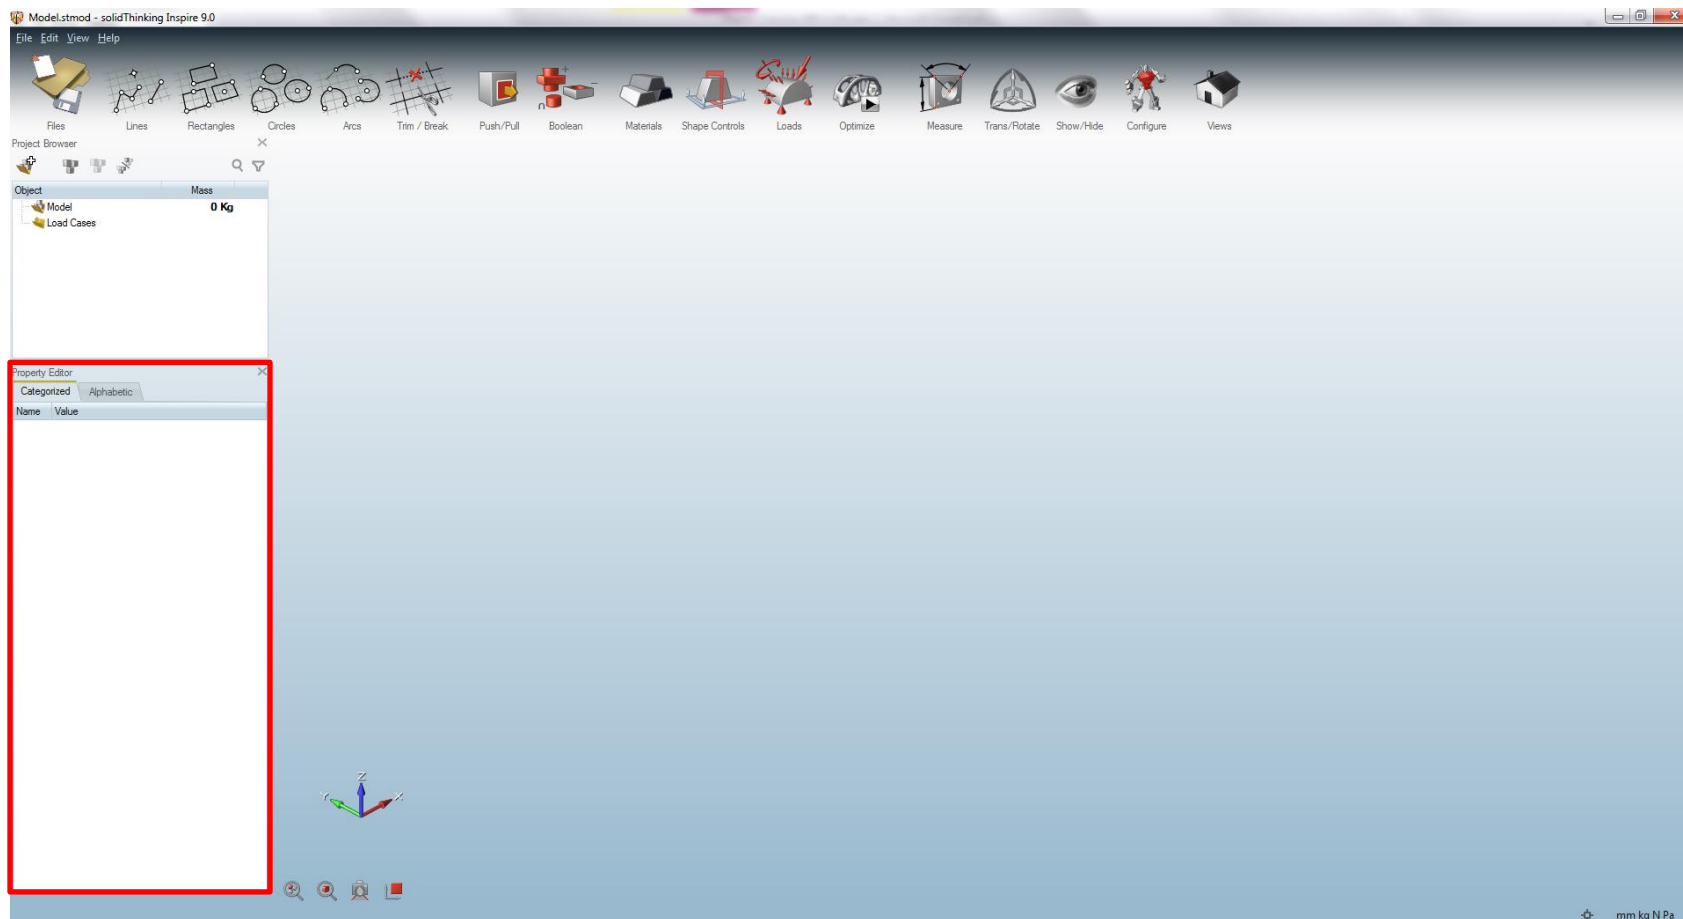 Model.stmod - solidThinking Inspire 9.0
File Edit View Help
Files Lines Rectangles Circles Arcs Trim / Break Push/Pull Boolean Materials Shape Controls Loads Optimize Measure Trans/Rotate Show/Hide Configure Views
Project Browser
Object Mass
Model 0 Kg
Load Cases
Property Editor
Categorized Alphabetic
Name Value
Z
Y X
mm kg N Pa